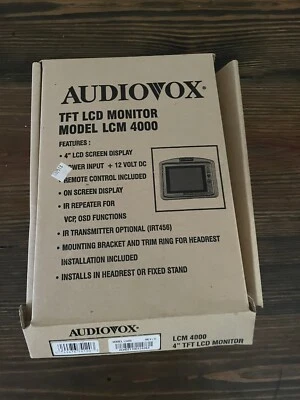 AUDIOVOX®
TFT LCD MONITOR
MODEL LCM 4000
FEATURES :
• 4" LCD SCREEN DISPLAY
POWER INPUT + 12 VOLT DC
REMOTE CONTROL INCLUDED
• ON SCREEN DISPLAY
• IR REPEATER FOR
VCP, OSD FUNCTIONS
• IR TRANSMITTER OPTIONAL (IRT456)
• MOUNTING BRACKET AND TRIM RING FOR HEADREST
INSTALLATION INCLUDED
• INSTALLS IN HEADREST OR FIXED STAND
AUDIOVOX®
LCM 4000
4" TFT LCD MONITOR